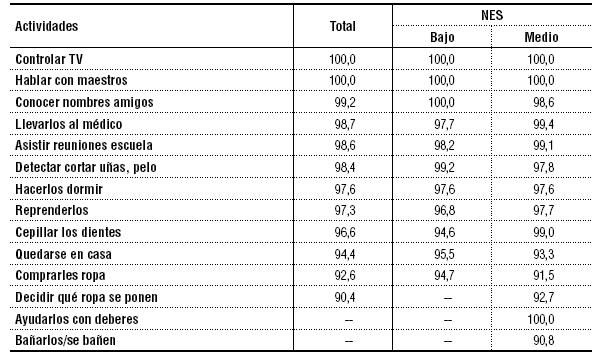 Actividades Total NES
Bajo Medio
Controlar TV 100,0 100,0 100,0
Hablar con maestros 100,0 100,0 100,0
Conocer nombres amigos 99,2 100,0 98,6
Llevarlos al médico 98,7 97,7 99,4
Asistir reuniones escuela 98,6 98,2 99,1
Detectar cortar uñas, pelo 98,4 99,2 97,8
Hacerlos dormir 97,6 97,6 97,6
Reprenderlos 97,3 96,8 97,7
Cepillar los dientes 96,6 94,6 99,0
Quedarse en casa 94,4 95,5 93,3
Comprarles ropa 92,6 94,7 91,5
Decidir qué ropa se ponen 90,4 -- 92,7
Ayudarlos con deberes -- -- 100,0
Bañarlos/se bañen -- -- 90,8